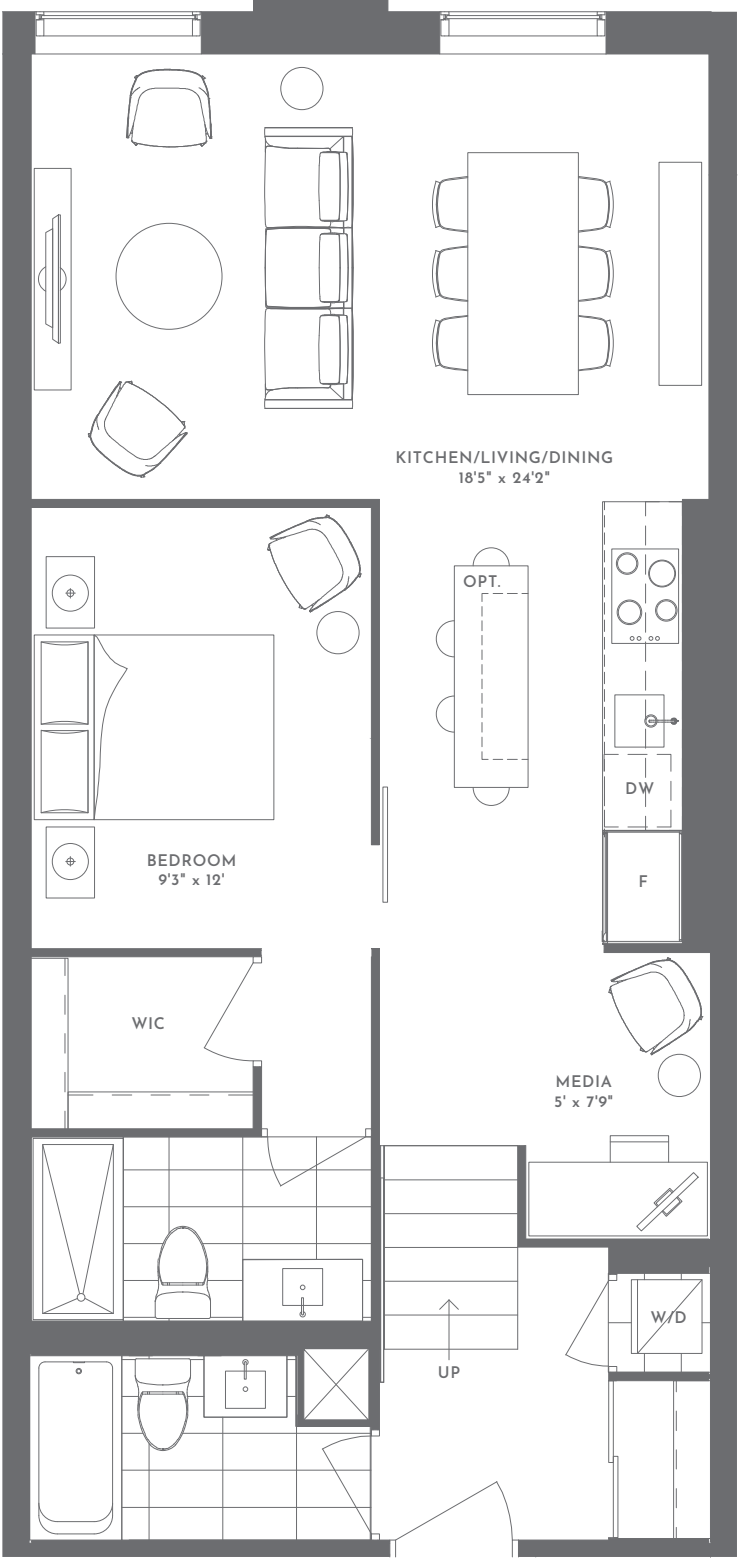 KITCHEN/LIVING/DINING
18'5" x 24'2"
OPT.
DW
BEDROOM
9'3" x 12'
F
WIC
MEDIA
5' x 7'9"
W/D
UP